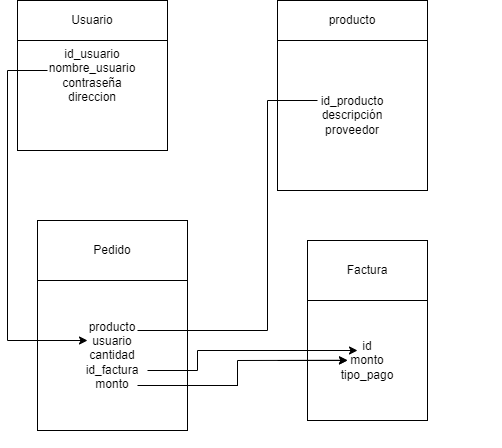 Usuario
id_usuario
nombre_usuario
contraseña
direccion
producto
id_producto
descripción
proveedor
Pedido
producto
usuario
cantidad
id_factura
monto
Factura
id
monto
tipo_pago